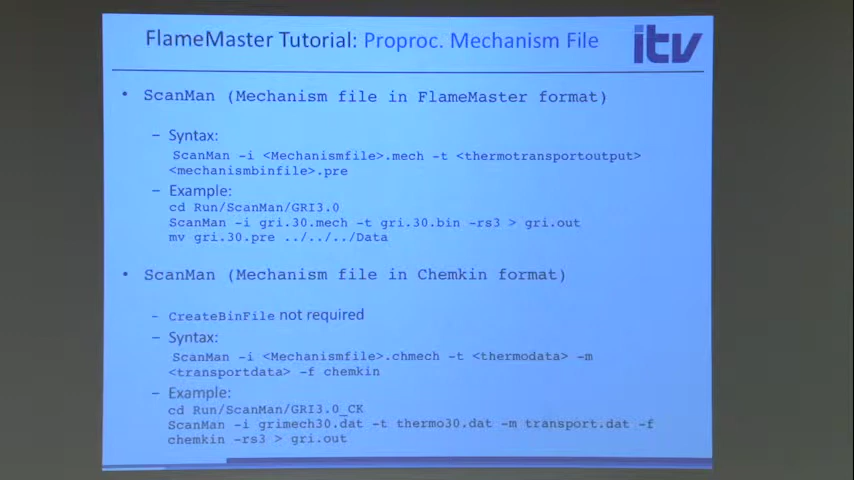 FlameMaster Tutorial: Proproc. Mechanism File
itv
• ScanMan (Mechanism file in FlameMaster format)
– Syntax:
ScanMan -i <Mechanismfile>.mech -t <thermotransportoutput>
<mechanismbinfile>.pre
– Example:
cd Run/ScanMan/GRI3.0
ScanMan -i gri.30.mech -t gri.30.bin -rs3 > gri.out
mv gri.30.pre ../../../Data
• ScanMan (Mechanism file in Chemkin format)
– CreateBinFile not required
– Syntax:
ScanMan -i <Mechanismfile>.chmech -t <thermodata> -m
<transportdata> -f chemkin
– Example:
cd Run/ScanMan/GRI3.0_CK
ScanMan -i grimech30.dat -t thermo30.dat -m transport.dat -f
chemkin -rs3 > gri.out